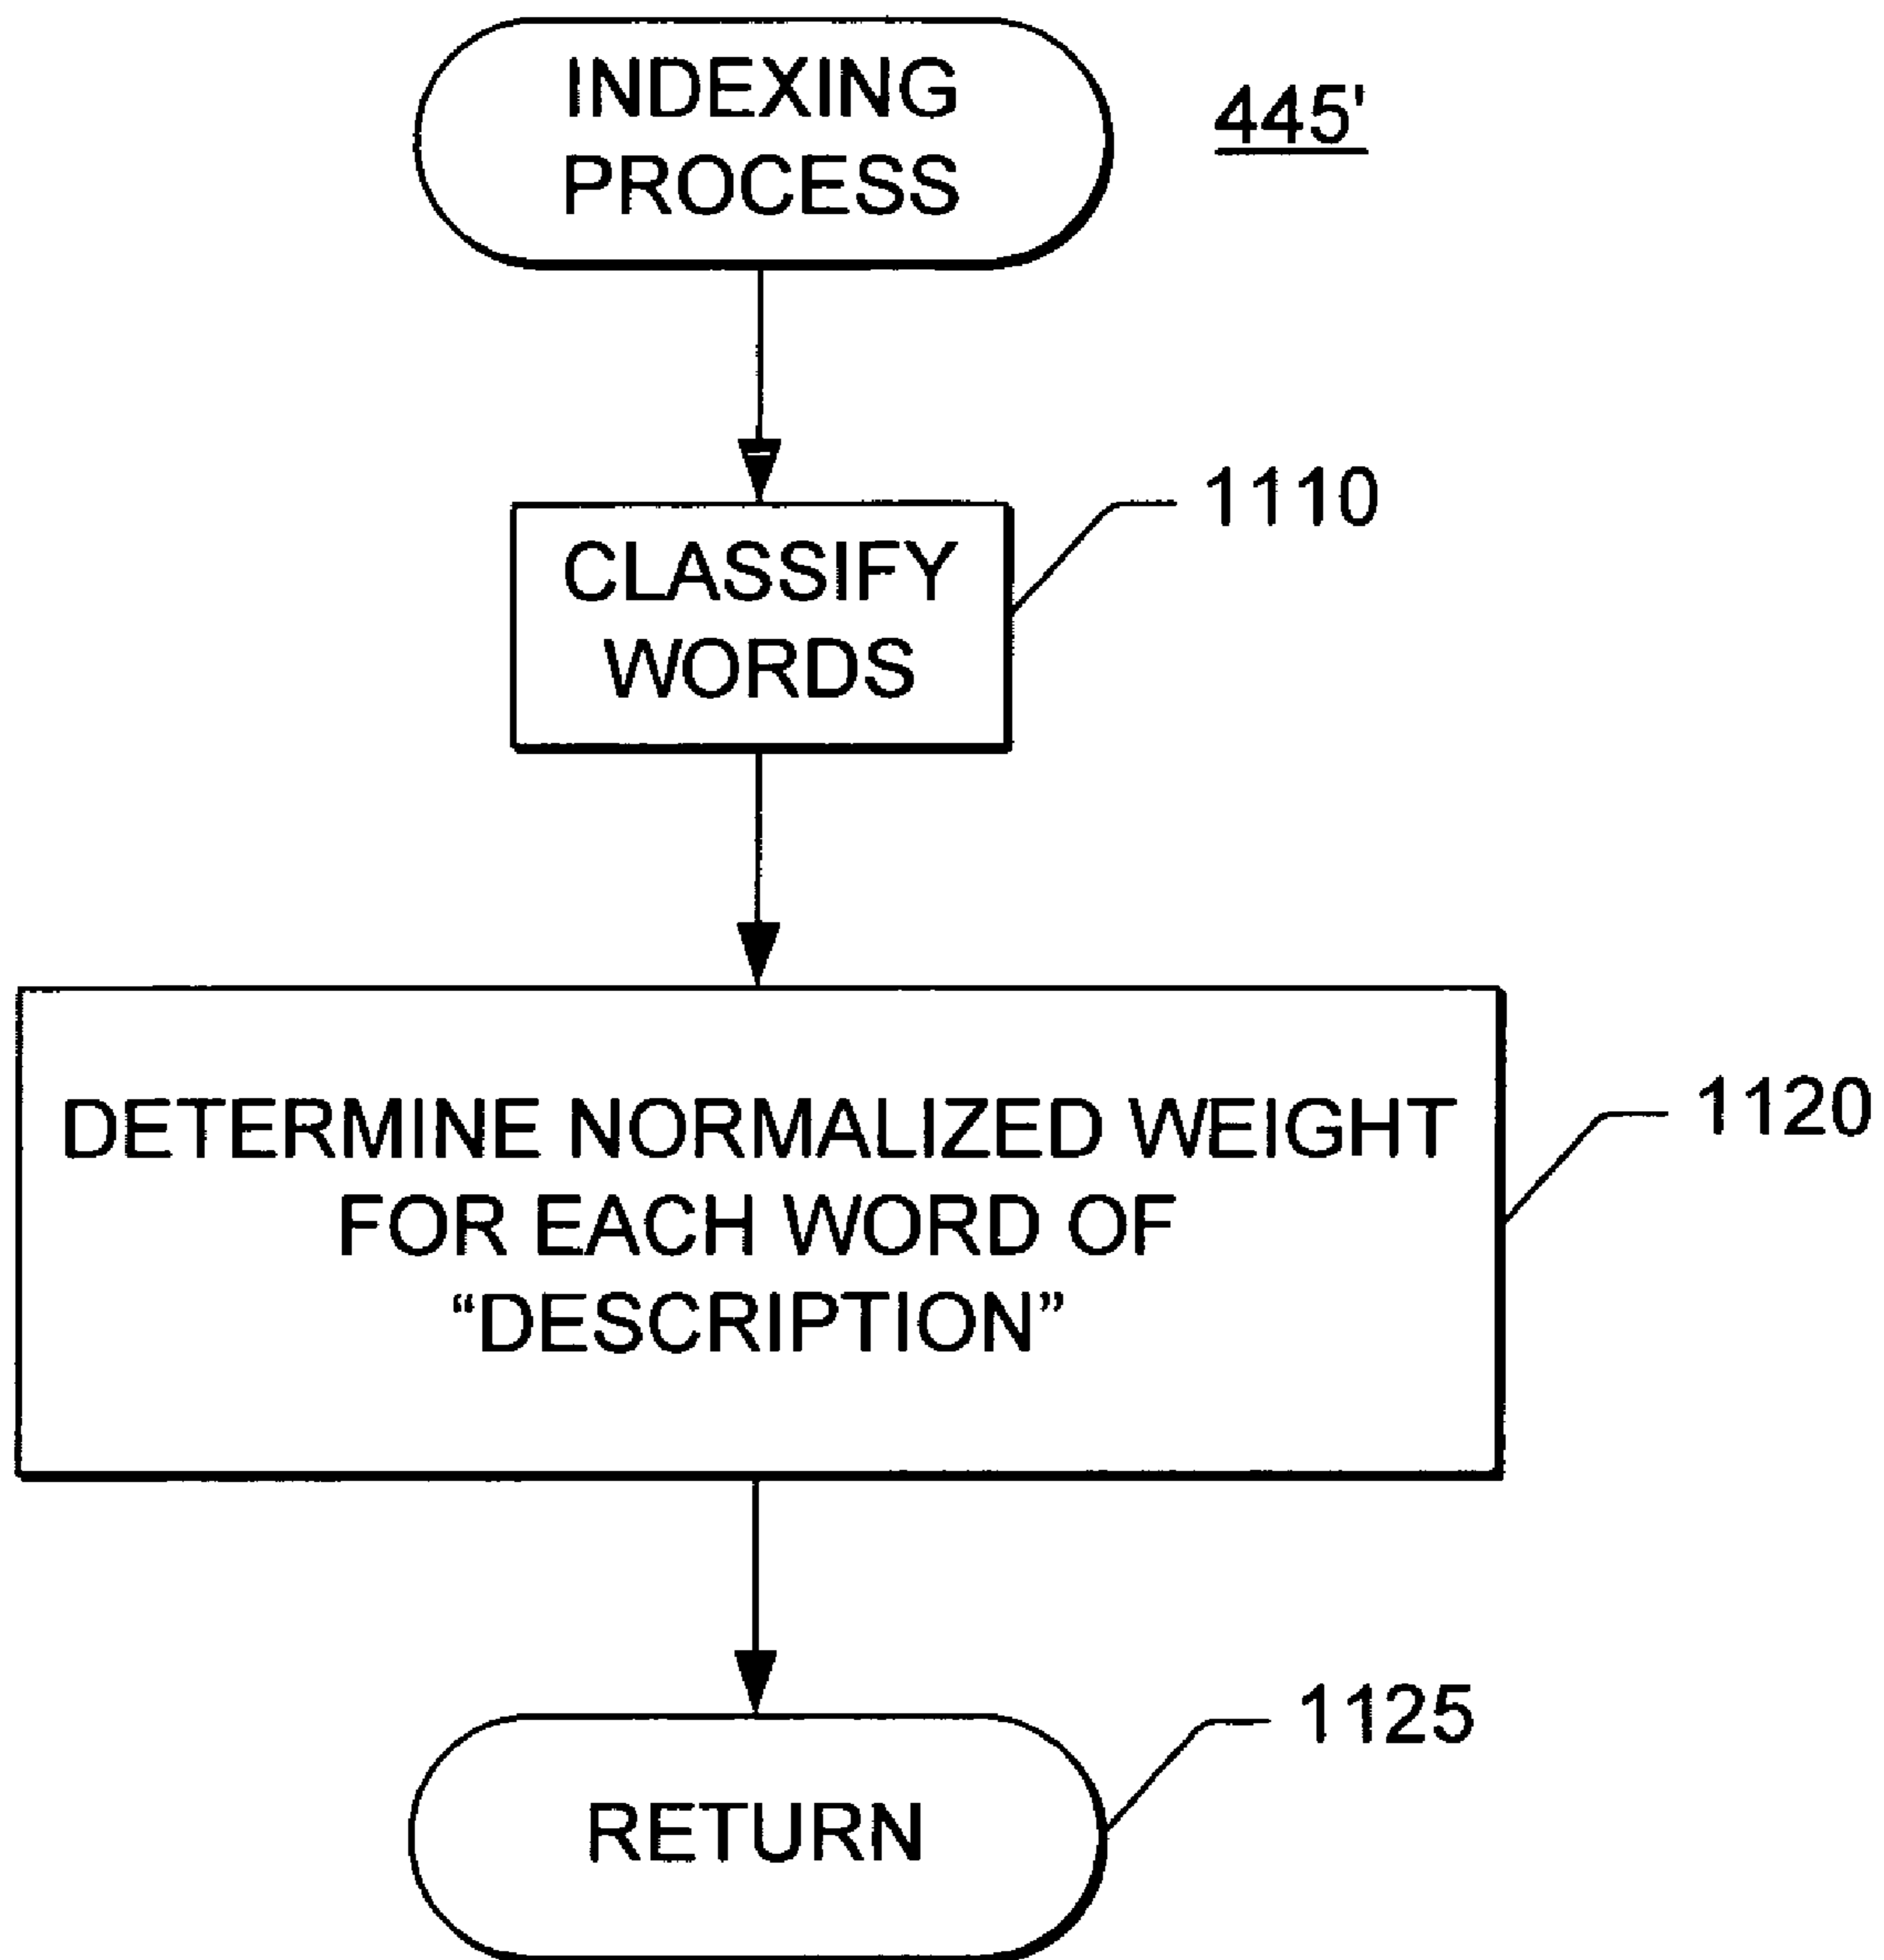 INDEXING
PROCESS
445'
CLASSIFY
WORDS
1110
DETERMINE NORMALIZED WEIGHT
FOR EACH WORD OF
“DESCRIPTION”
1120
RETURN
1125